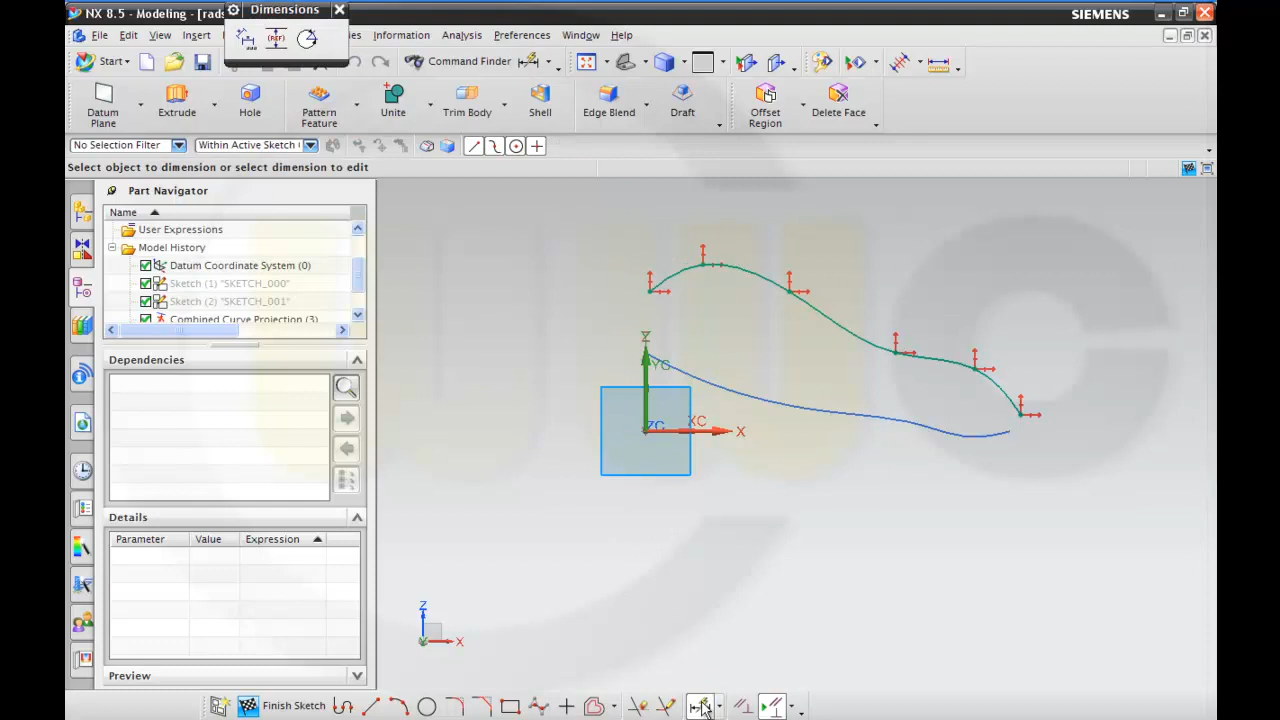 NX 8.5 - Modeling - [rads
Dimensions
SIEMENS
File Edit View Insert Information Analysis Preferences Window Help
(REF)
Start
Command Finder
Datum Plane
Extrude
Hole
Pattern Feature
Unite
Trim Body
Shell
Edge Blend
Draft
Offset Region
Delete Face
No Selection Filter
Within Active Sketch
Select object to dimension or select dimension to edit
Part Navigator
Name
User Expressions
Model History
Datum Coordinate System (0)
Sketch (1) "SKETCH_000"
Sketch (2) "SKETCH_001"
Combined Curve Projection (3)
Dependencies
Details
Parameter Value Expression
Preview
Z
YC
XC
X
ZC
Z
Y
X
Finish Sketch